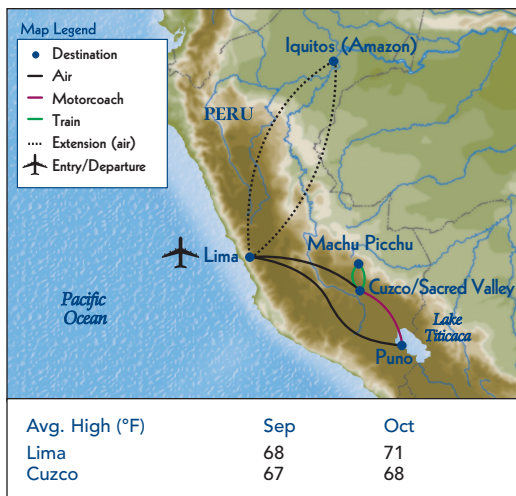 Map Legend
Destination
Air
Motorcoach
Train
Extension (air)
Entry/Departure
Iquitos (Amazon)
PERU
Lima
Machu Picchu
Cuzco/Sacred Valley
Pacific
Ocean
Lake
Titicaca
Puno
Avg. High (°F) Sep Oct
Lima 68 71
Cuzco 67 68